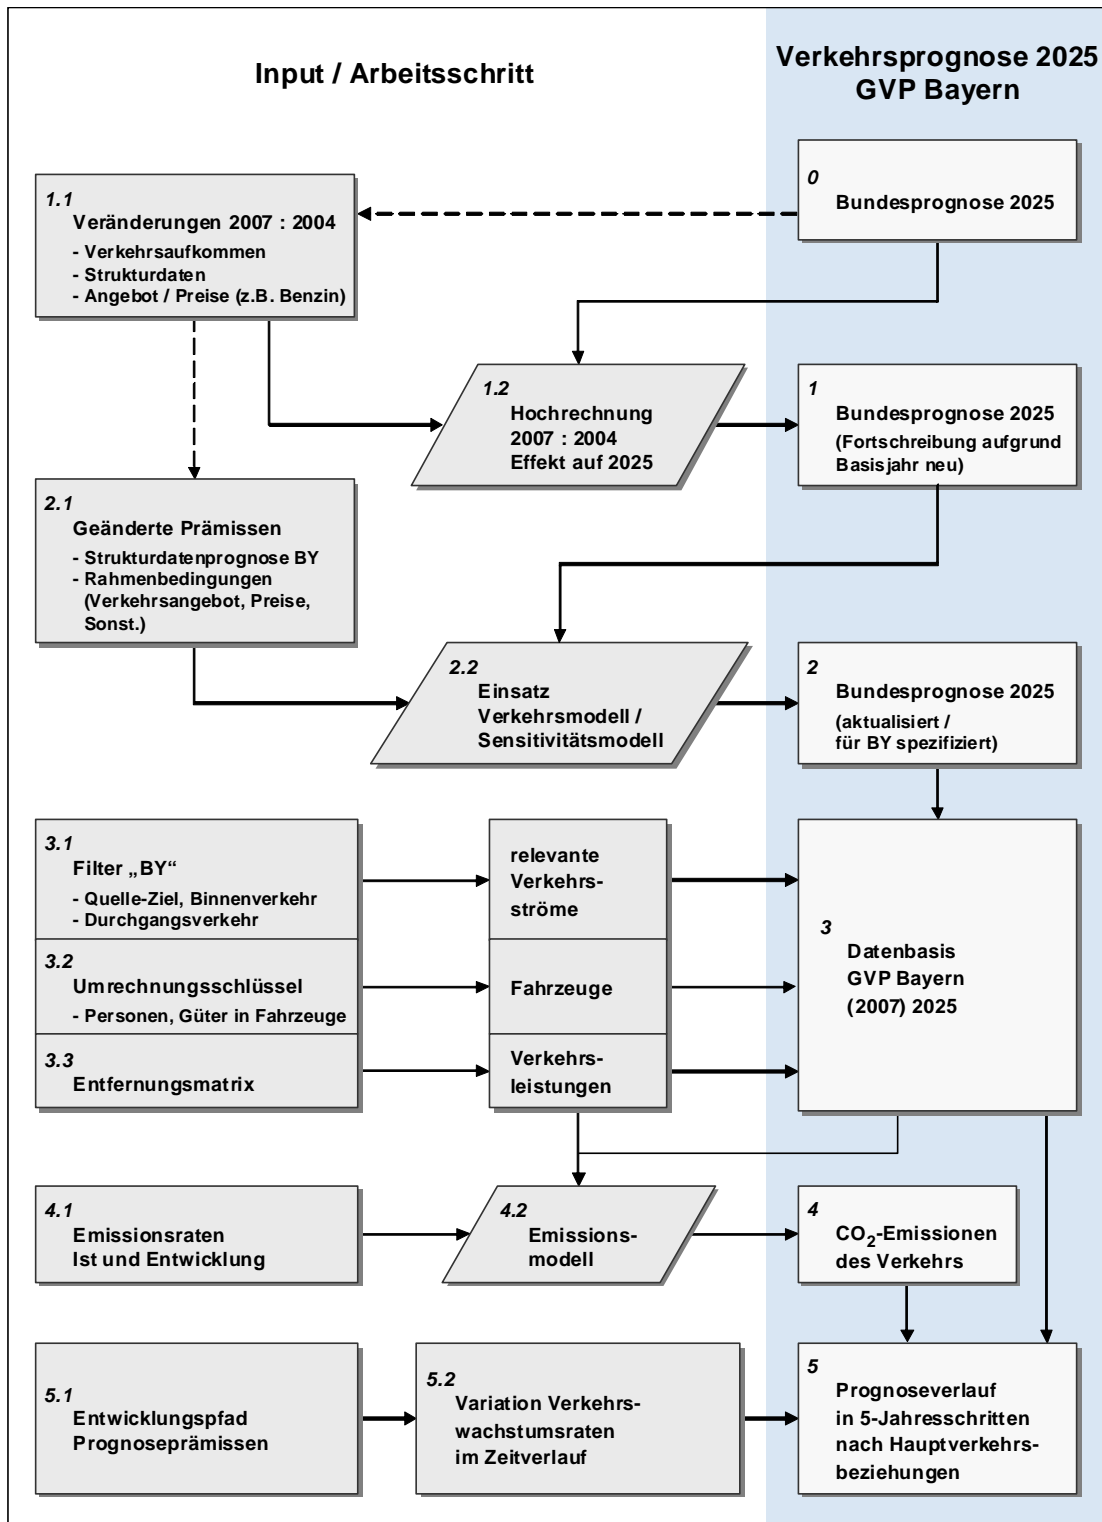 Input / Arbeitsschritt
Verkehrsprognose 2025
GVP Bayern
0
Bundesprognose 2025
1.1
Veränderungen 2007 : 2004
- Verkehrsaufkommen
- Strukturdaten
- Angebot / Preise (z.B. Benzin)
1.2
Hochrechnung
2007 : 2004
Effekt auf 2025
1
Bundesprognose 2025
(Fortschreibung aufgrund
Basisjahr neu)
2.1
Geänderte Prämissen
- Strukturdatenprognose BY
- Rahmenbedingungen
(Verkehrsangebot, Preise,
Sonst.)
2.2
Einsatz
Verkehrsmodell /
Sensitivitätsmodell
2
Bundesprognose 2025
(aktualisiert /
für BY spezifiziert)
3.1
Filter „BY“
- Quelle-Ziel, Binnenverkehr
- Durchgangsverkehr
relevante
Verkehrs-
ströme
3.2
Umrechnungsschlüssel
- Personen, Güter in Fahrzeuge
Fahrzeuge
3.3
Entfernungsmatrix
Verkehrs-
leistungen
3
Datenbasis
GVP Bayern
(2007) 2025
4.1
Emissionsraten
Ist und Entwicklung
4.2
Emissions-
modell
4
CO₂-Emissionen
des Verkehrs
5.1
Entwicklungspfad
Prognoseprämissen
5.2
Variation Verkehrs-
wachstumsraten
im Zeitverlauf
5
Prognoseverlauf
in 5-Jahresschritten
nach Hauptverkehrs-
beziehungen